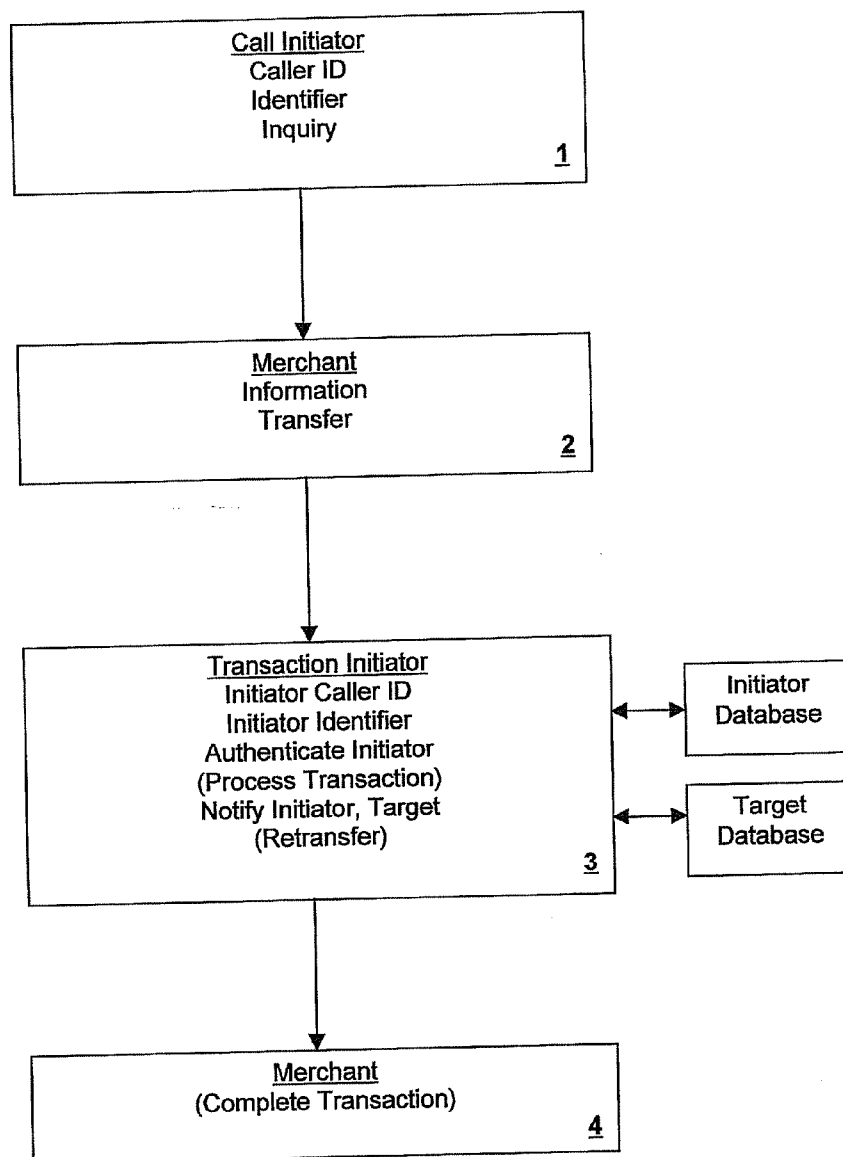 Call Initiator
Caller ID
Identifier
Inquiry
1
Merchant
Information
Transfer
2
Transaction Initiator
Initiator Caller ID
Initiator Identifier
Authenticate Initiator
(Process Transaction)
Notify Initiator, Target
(Retransfer)
3
Initiator
Database
Target
Database
Merchant
(Complete Transaction)
4